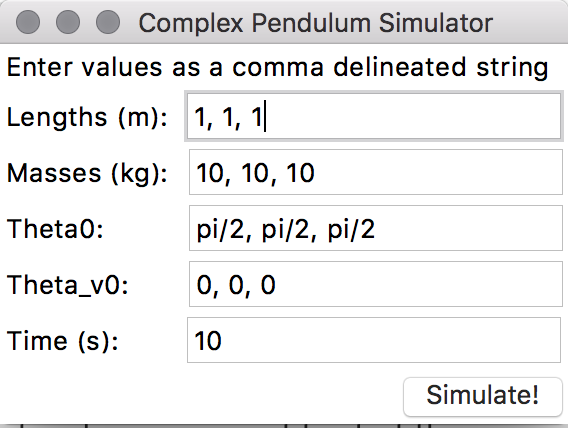 Complex Pendulum Simulator
Enter values as a comma delineated string
Lengths (m): 1, 1, 1
Masses (kg): 10, 10, 10
Theta0: pi/2, pi/2, pi/2
Theta_v0: 0, 0, 0
Time (s): 10
Simulate!